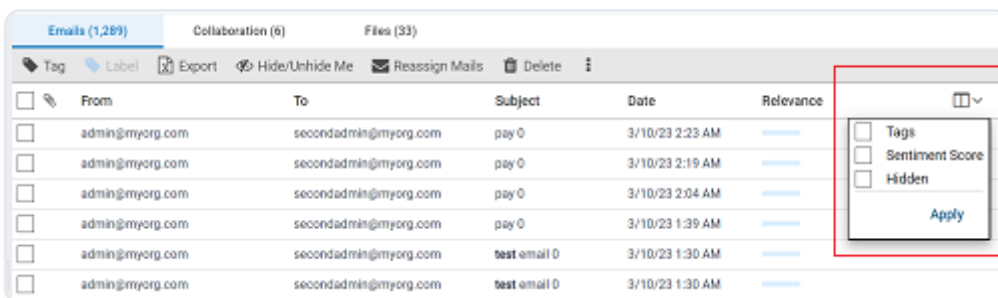 Emails (1,289) Collaboration (6) Files (33)
Tag Label Export Hide/Unhide Me Reassign Mails Delete
From To Subject Date Relevance
admin@myorg.com secondadmin@myorg.com pay 0 3/10/23 2:23 AM
admin@myorg.com secondadmin@myorg.com pay 0 3/10/23 2:19 AM
admin@myorg.com secondadmin@myorg.com pay 0 3/10/23 2:04 AM
admin@myorg.com secondadmin@myorg.com pay 0 3/10/23 1:39 AM
admin@myorg.com secondadmin@myorg.com test email 0 3/10/23 1:30 AM
admin@myorg.com secondadmin@myorg.com test email 0 3/10/23 1:30 AM
Tags
Sentiment Score
Hidden
Apply